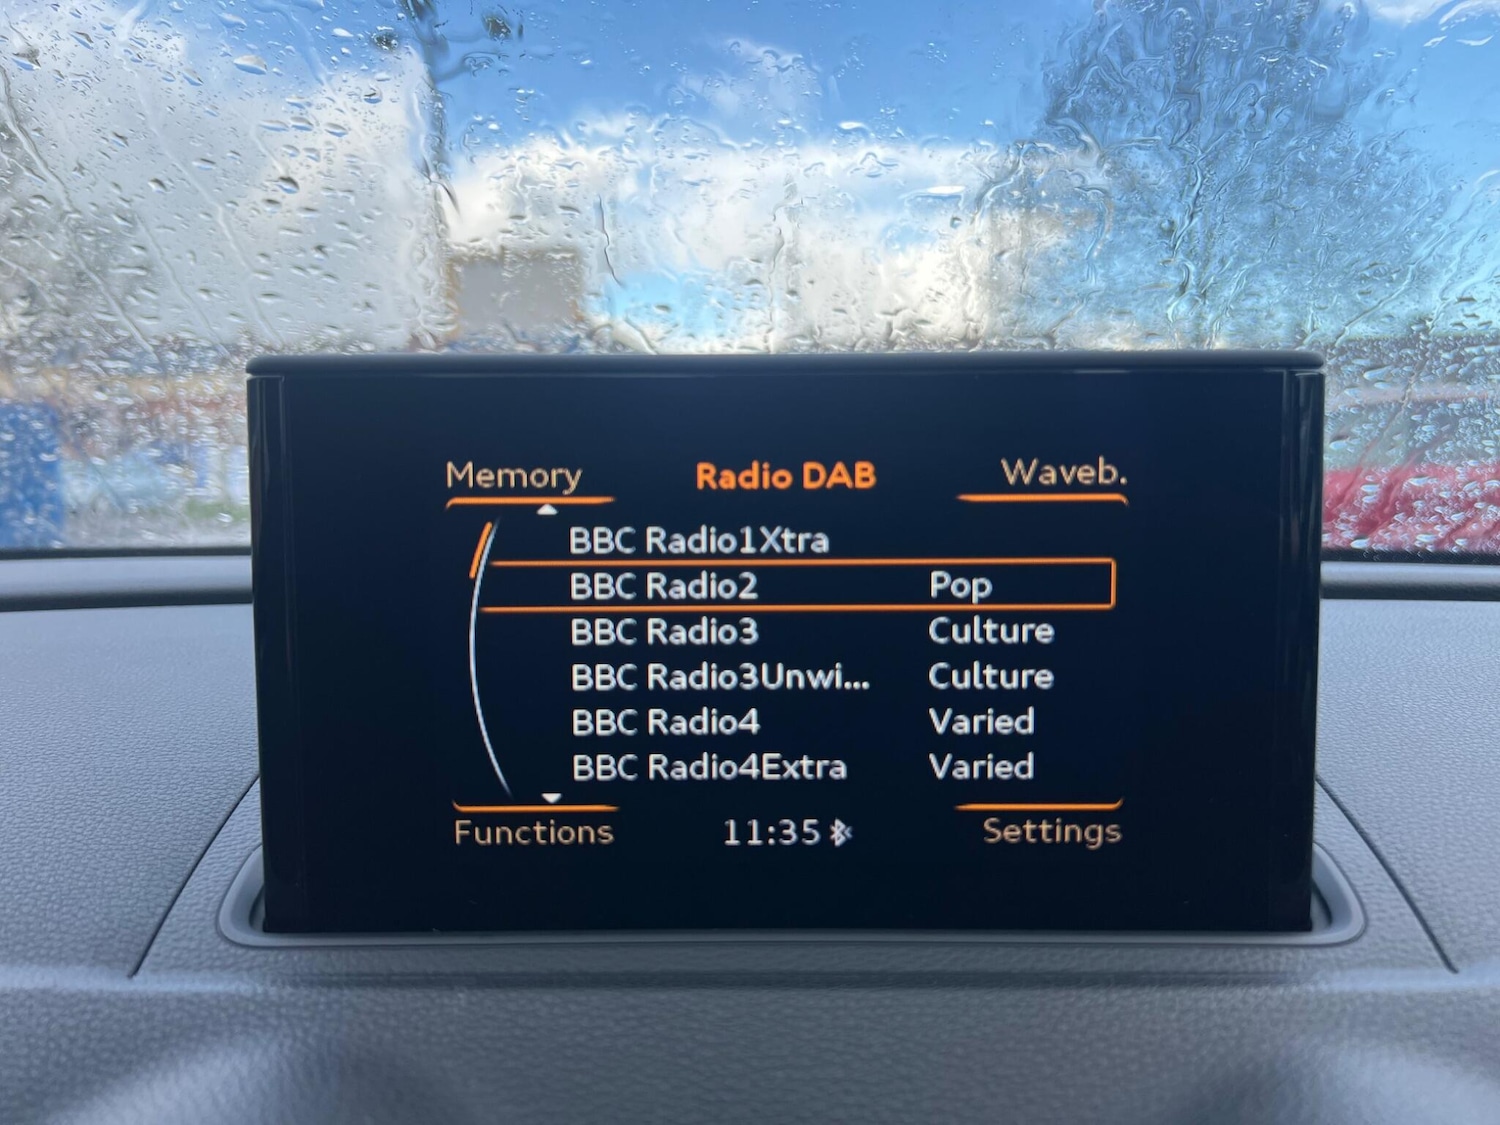 Memory Radio DAB Waveb.
BBC Radio1Xtra
BBC Radio2 Pop
BBC Radio3 Culture
BBC Radio3Unwi... Culture
BBC Radio4 Varied
BBC Radio4Extra Varied
Functions 11:35 Settings